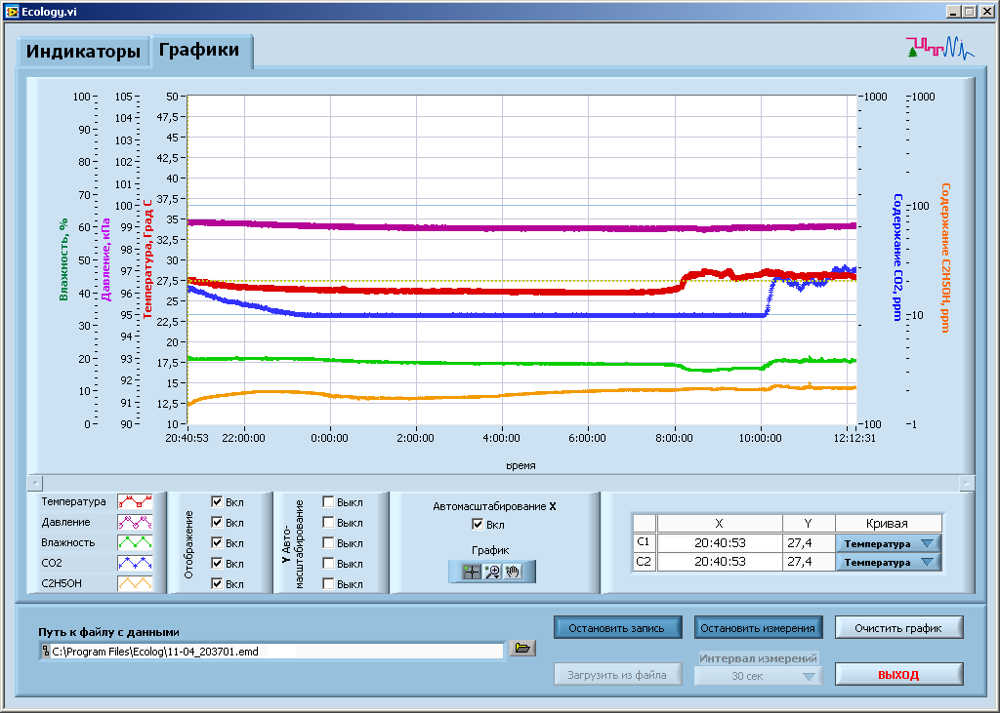 Ecology.vi
Индикаторы
Графики
100
90
80
70
60
50
40
30
20
10
0
Влажность, %
105
104
103
102
101
100
99
98
97
96
95
94
93
92
91
90
Давление, кПа
50
47,5
45
42,5
40
37,5
35
32,5
30
27,5
25
22,5
20
17,5
15
12,5
10
Температура, Град С
1000
100
Содержание CO2, ppm
1000
100
10
1
Содержание C2H5OH, ppm
20:40:53 22:00:00 0:00:00 2:00:00 4:00:00 6:00:00 8:00:00 10:00:00 12:12:31
Время
Температура
Давление
Влажность
CO2
C2H5OH
Отображение
Вкл
Вкл
Вкл
Вкл
Вкл
Y Авто-
масштабирование
Выкл
Выкл
Выкл
Выкл
Выкл
Автомасштабирование X
Вкл
График
X Y Кривая
C1 20:40:53 27,4 Температура
C2 20:40:53 27,4 Температура
Путь к файлу с данными
C:\Program Files\Ecolog\11-04_203701.emd
Остановить запись
Остановить измерения
Очистить график
Загрузить из файла
Интервал измерений
30 сек
ВЫХОД